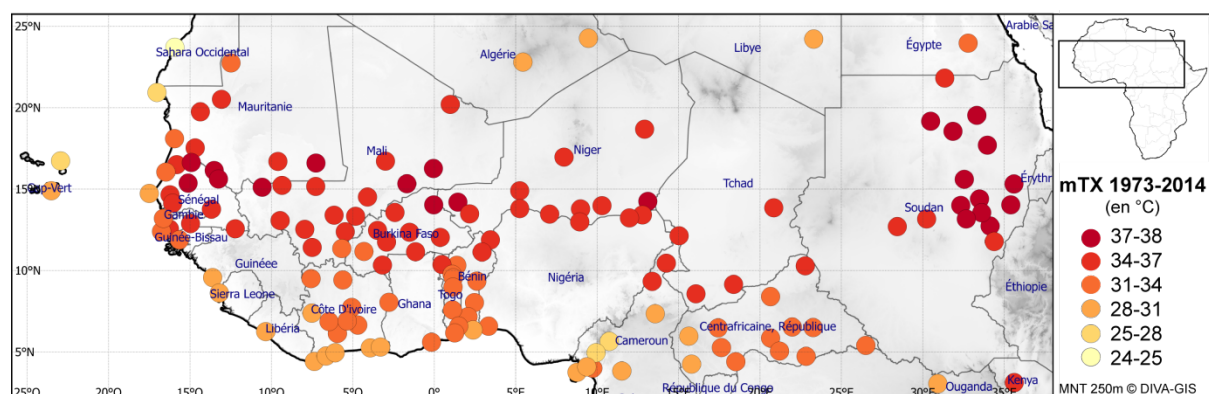 25°N
Sahara Occidental
Algérie
Libye
Égypte
Arabie Sa
20°N
Mauritanie
Mali
Niger
Tchad
Soudan
Érythr
Cap-Vert
15°N
Sénégal
Gambie
Guinée-Bissau
Burkina Faso
10°N
Guinéee
Bénin
Nigéria
Éthiopie
Sierra Leone
Côte D'ivoire
Ghana
Togo
Libéria
Centrafricaine, République
5°N
Cameroun
République du Congo
Ouganda
Kenya
25°O
20°O
15°O
10°O
5°O
0°E
5°E
10°E
15°E
20°E
25°E
30°E
35°E
mTX 1973-2014
(en °C)
37-38
34-37
31-34
28-31
25-28
24-25
MNT 250m © DIVA-GIS